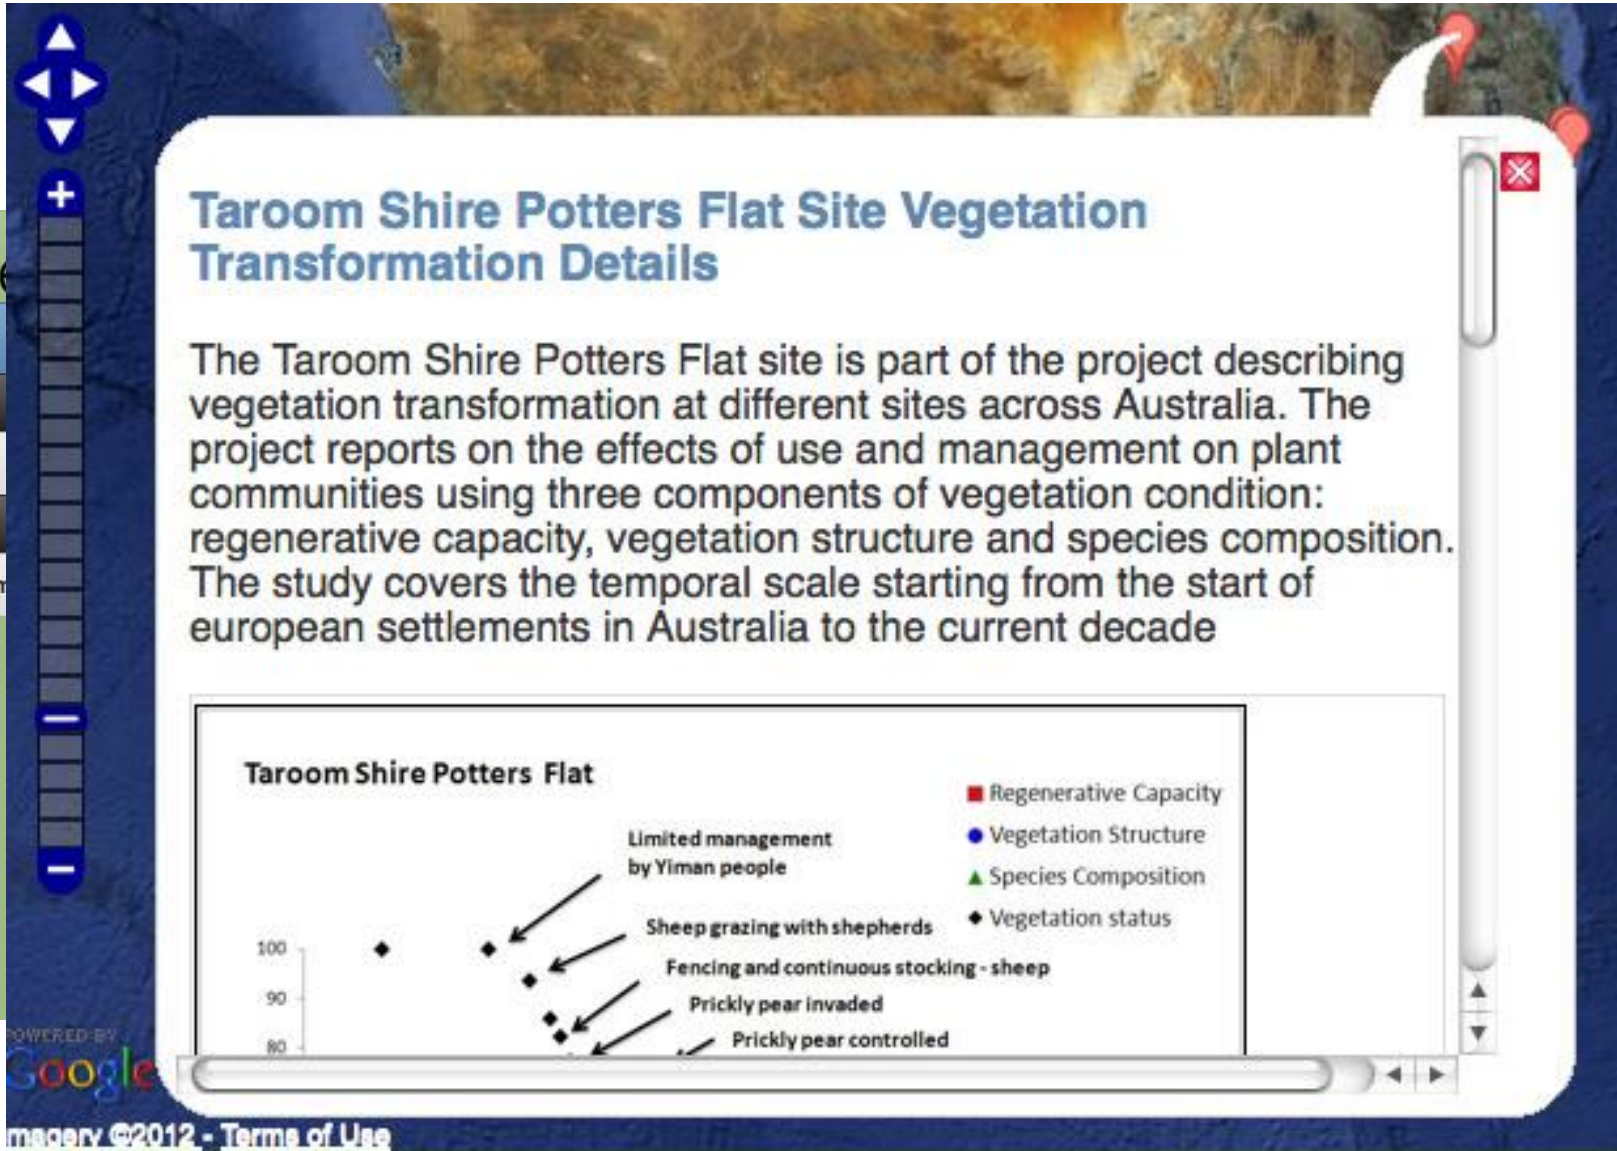 Taroom Shire Potters Flat Site Vegetation
Transformation Details
The Taroom Shire Potters Flat site is part of the project describing
vegetation transformation at different sites across Australia. The
project reports on the effects of use and management on plant
communities using three components of vegetation condition:
regenerative capacity, vegetation structure and species composition.
The study covers the temporal scale starting from the start of
european settlements in Australia to the current decade
Taroom Shire Potters Flat
Regenerative Capacity
Vegetation Structure
Species Composition
Vegetation status
Limited management
by Yiman people
Sheep grazing with shepherds
Fencing and continuous stocking - sheep
Prickly pear invaded
Prickly pear controlled
100
90
80
POWERED BY
Google
magery ©2012 - Terms of Use